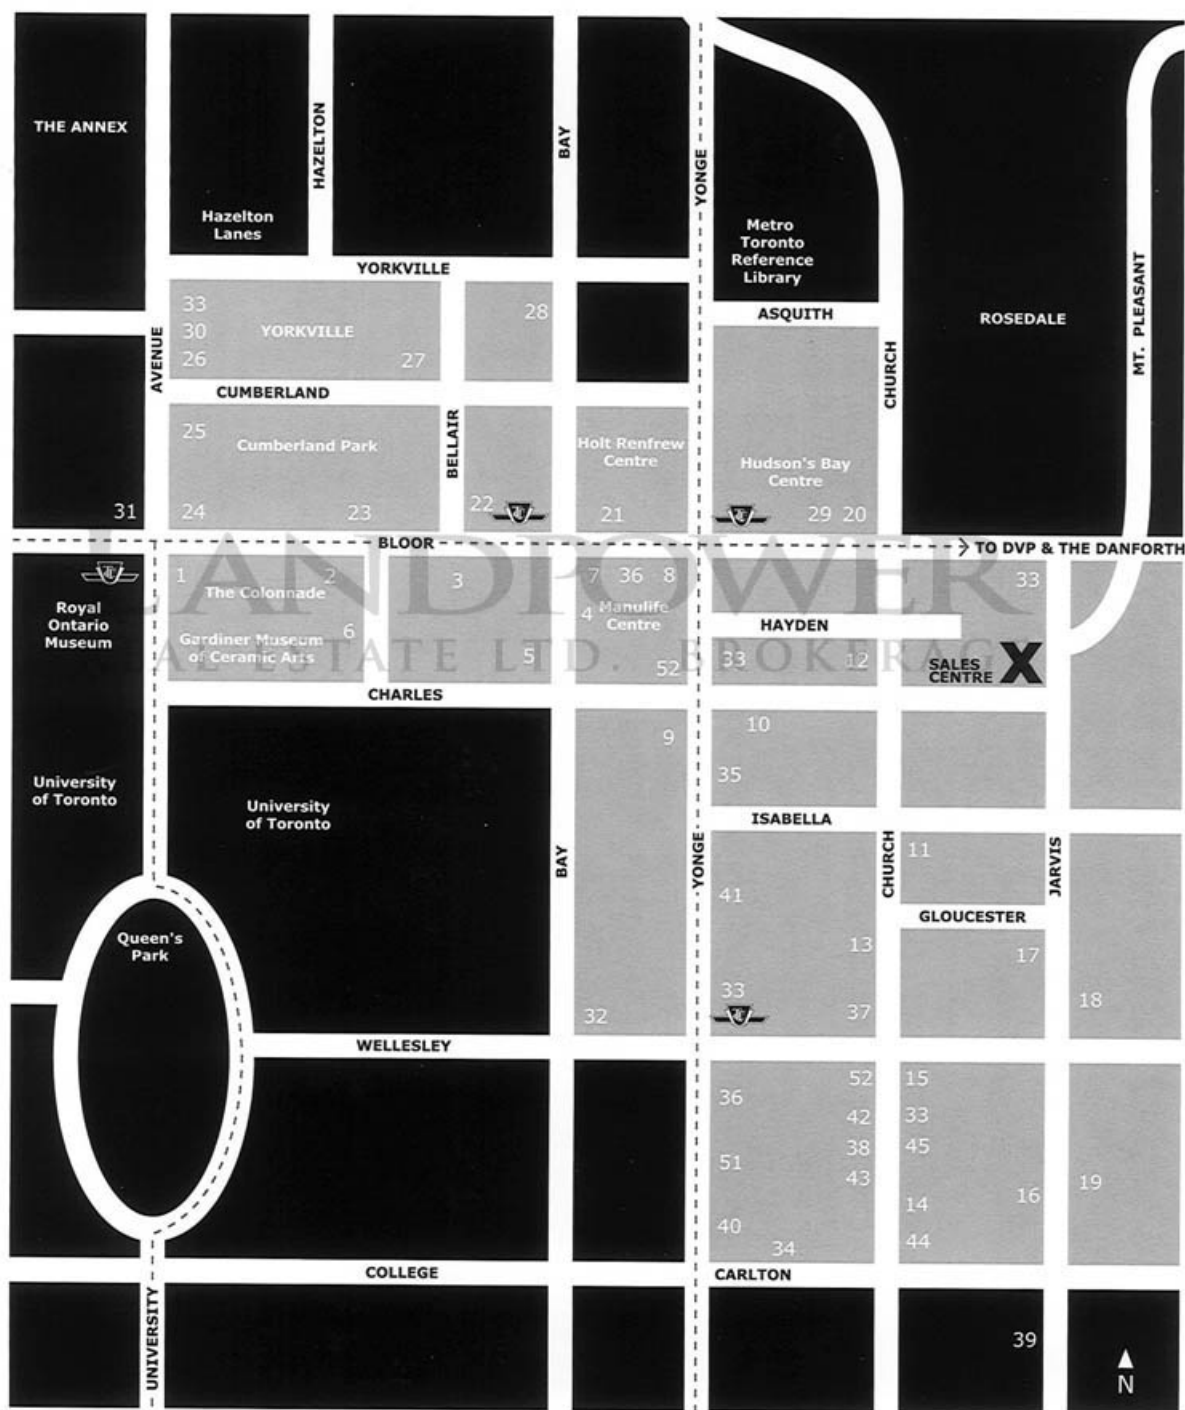 THE ANNEX
HAZELTON
BAY
YONGE
Hazelton
Lanes
Metro
Toronto
Reference
Library
MT. PLEASANT
YORKVILLE
33
30
26
YORKVILLE
27
28
ASQUITH
ROSEDALE
AVENUE
CHURCH
CUMBERLAND
BELLAIR
25
Cumberland Park
Holt Renfrew
Centre
Hudson's Bay
Centre
31
24
23
22
21
29 20
BLOOR
TO DVP & THE DANFORTH
LANDPOWER
REAL ESTATE LTD. BROKERAGE
1
2
The Colonnade
3
7 36 8
4
Manulife
Centre
33
Royal
Ontario
Museum
Gardiner Museum
of Ceramic Arts
6
5
52
HAYDEN
33
12
SALES
CENTRE X
CHARLES
9
10
35
University
of Toronto
University
of Toronto
ISABELLA
BAY
YONGE
CHURCH
JARVIS
11
41
GLOUCESTER
Queen's
Park
13
17
33
37
18
32
WELLESLEY
36
52
15
42
33
38
45
51
43
14
16
19
40
34
44
COLLEGE
CARLTON
UNIVERSITY
39
N